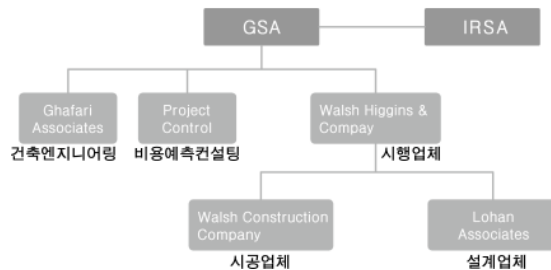 GSA
IRSA
Ghafari
Associates
건축엔지니어링
Project
Control
비용예측컨설팅
Walsh Higgins &
Compay
시행업체
Walsh Construction
Company
시공업체
Lohan
Associates
설계업체